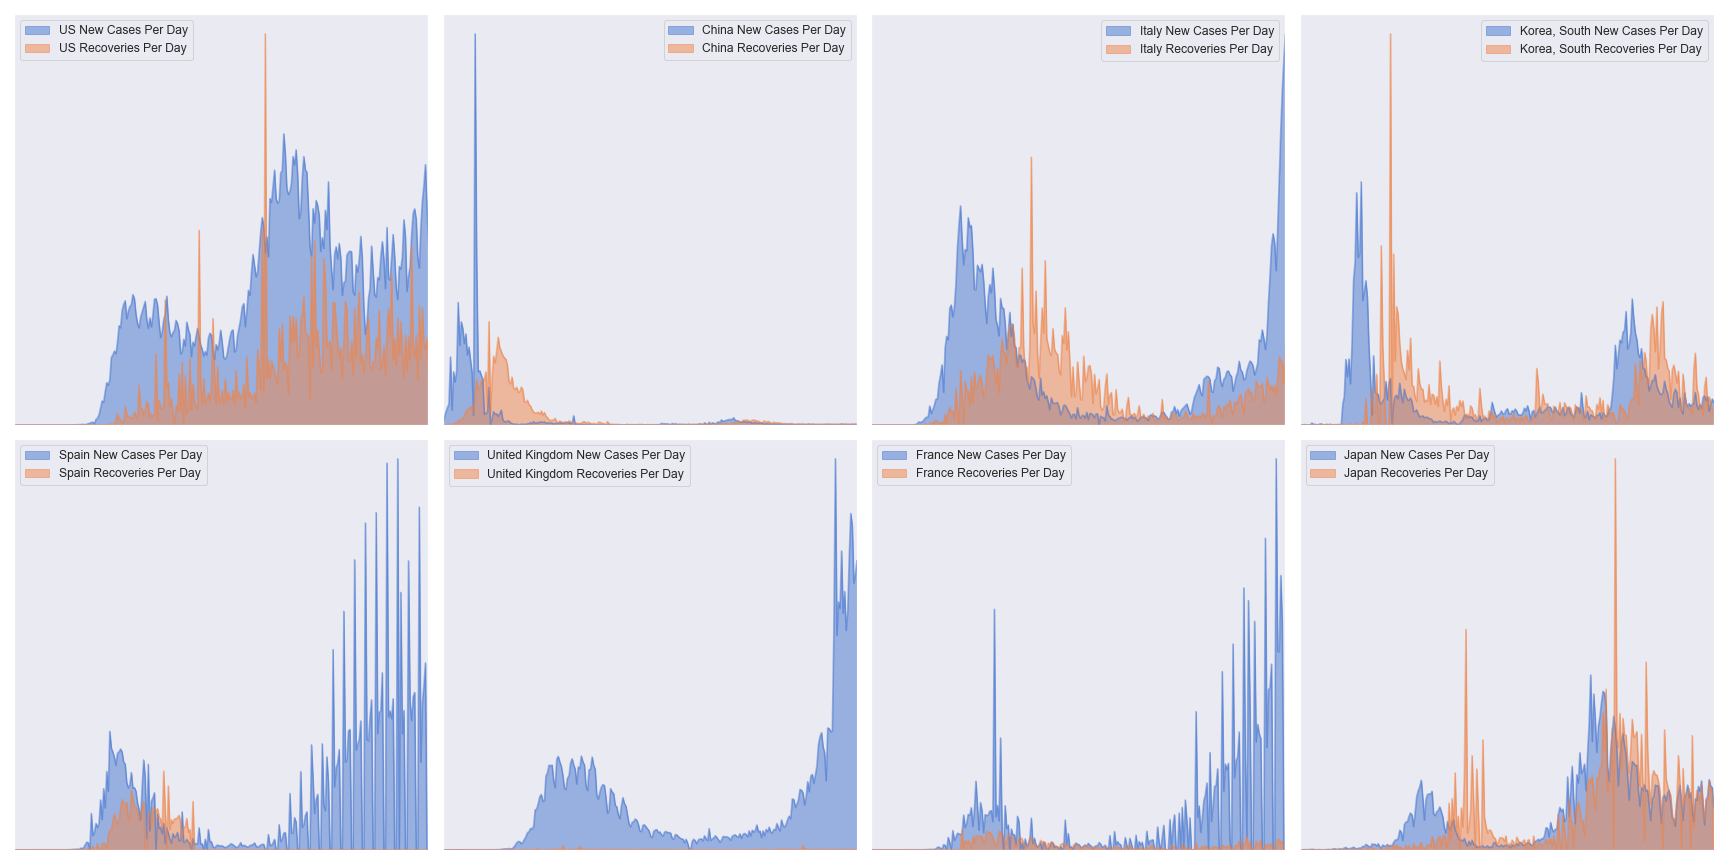 US New Cases Per Day
US Recoveries Per Day
China New Cases Per Day
China Recoveries Per Day
Italy New Cases Per Day
Italy Recoveries Per Day
Korea, South New Cases Per Day
Korea, South Recoveries Per Day
Spain New Cases Per Day
Spain Recoveries Per Day
United Kingdom New Cases Per Day
United Kingdom Recoveries Per Day
France New Cases Per Day
France Recoveries Per Day
Japan New Cases Per Day
Japan Recoveries Per Day